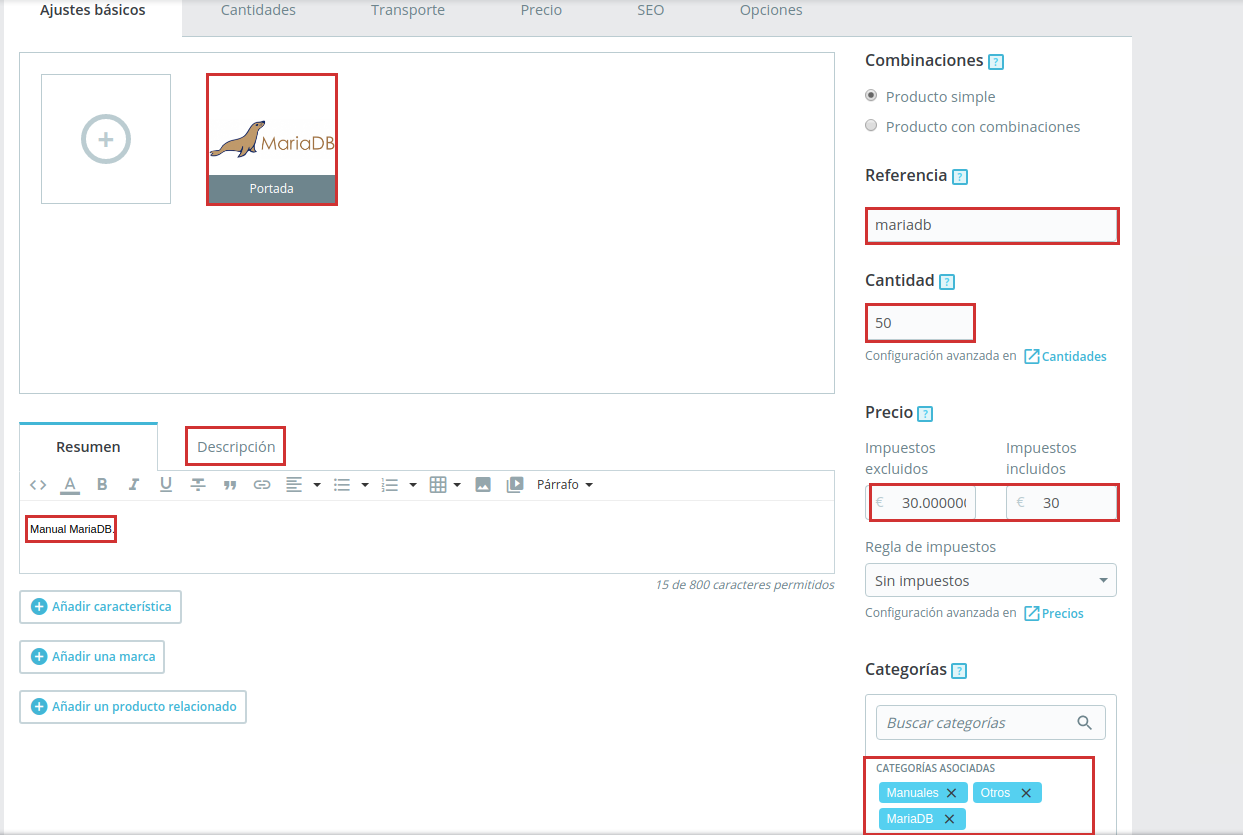 Ajustes básicos Cantidades Transporte Precio SEO Opciones
MariaDB
Portada
Resumen Descripción
Párrafo
Manual MariaDB.
15 de 800 caracteres permitidos
Añadir característica
Añadir una marca
Añadir un producto relacionado
Combinaciones ?
Producto simple
Producto con combinaciones
Referencia ?
mariadb
Cantidad ?
50
Configuración avanzada en Cantidades
Precio ?
Impuestos excluidos
Impuestos incluidos
€ 30.000000
€ 30
Regla de impuestos
Sin impuestos
Configuración avanzada en Precios
Categorías ?
Buscar categorías
CATEGORÍAS ASOCIADAS
Manuales Otros
MariaDB